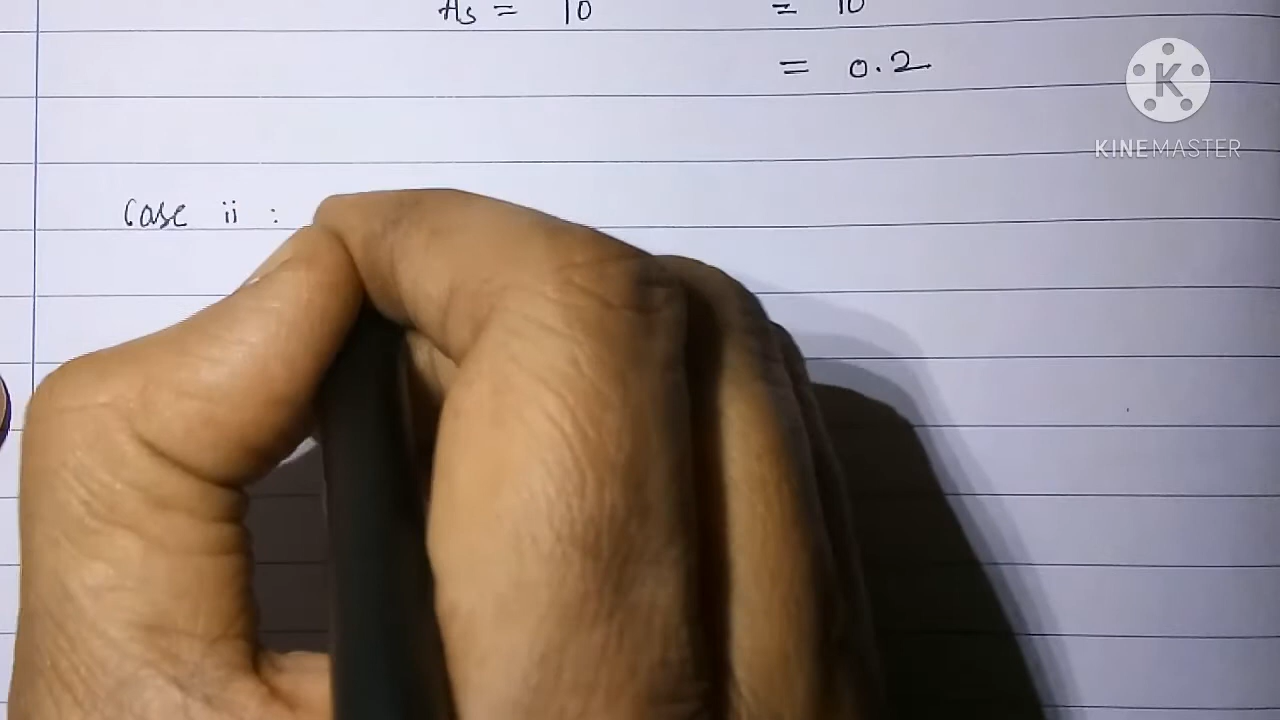 As = 10 = 10
= 0.2
K
KINEMASTER
Case ii :